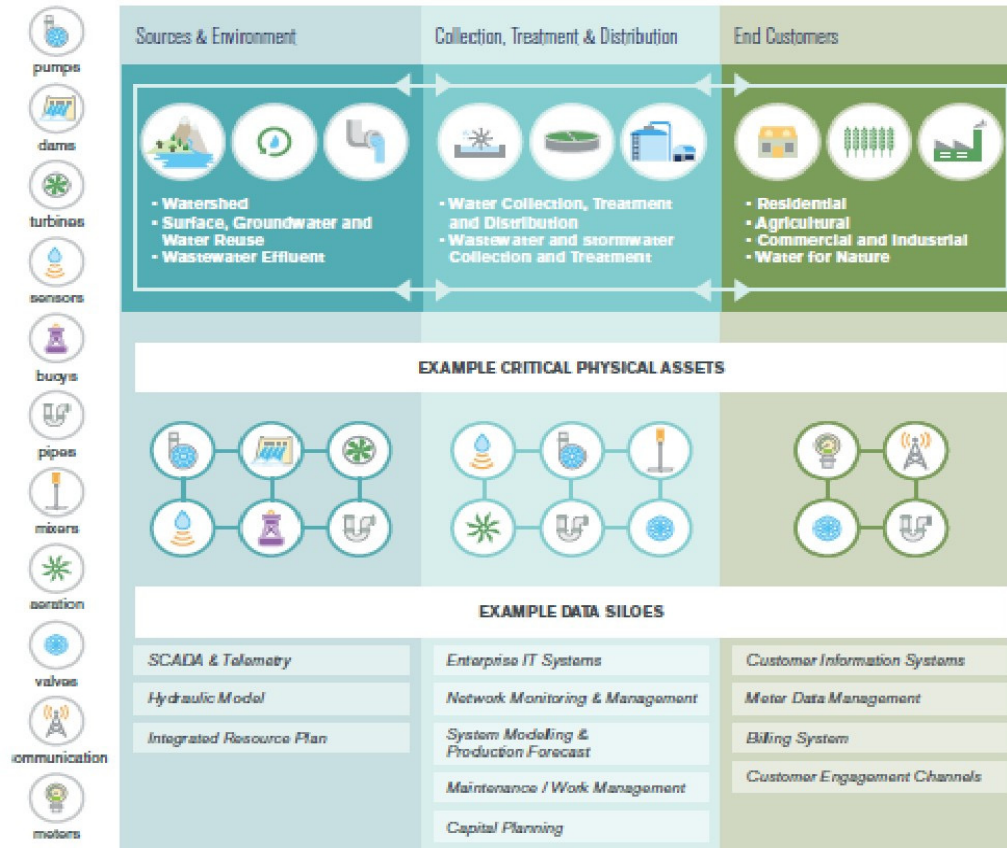 pumps
dams
turbines
sensors
buoys
pipes
mixers
aeration
valves
ommunication
meters
Sources & Environment
Collection, Treatment & Distribution
End Customers
• Watershed
• Surface, Groundwater and
Water Reuse
• Wastewater Effluent
• Water Collection, Treatment
and Distribution
• Wastewater and stormwater
Collection and Treatment
• Residential
• Agricultural
• Commercial and Industrial
• Water for Nature
EXAMPLE CRITICAL PHYSICAL ASSETS
EXAMPLE DATA SILOES
SCADA & Telemetry
Hydraulic Model
Integrated Resource Plan
Enterprise IT Systems
Network Monitoring & Management
System Modelling &
Production Forecast
Maintenance / Work Management
Capital Planning
Customer Information Systems
Meter Data Management
Billing System
Customer Engagement Channels